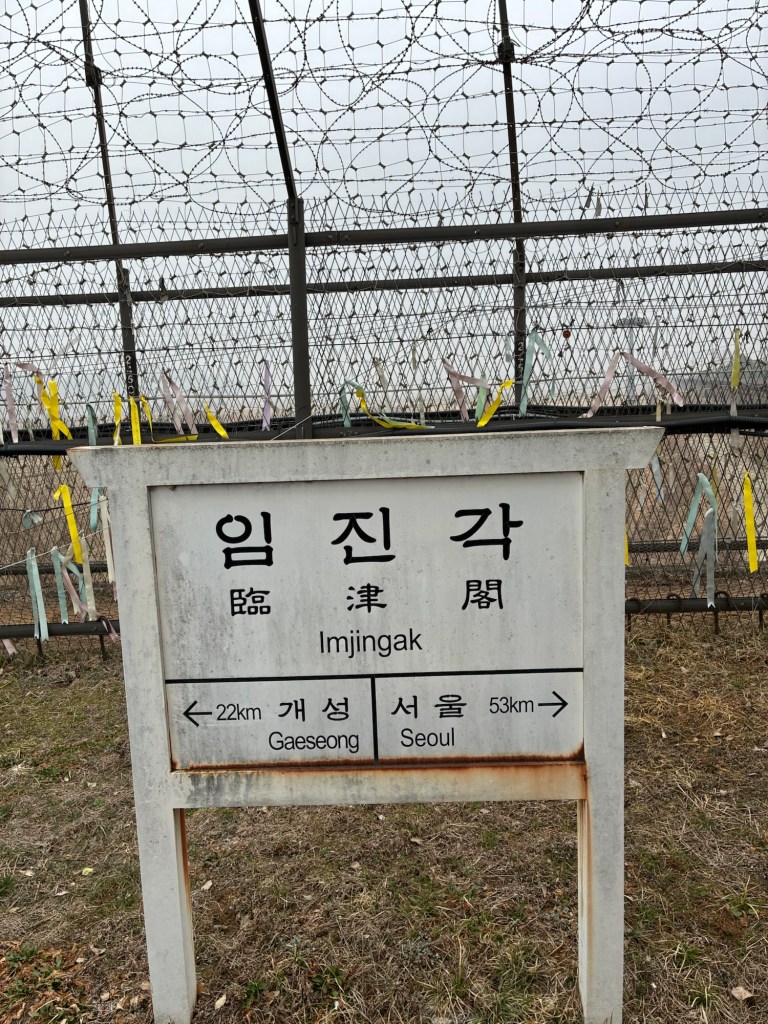 임진각
臨津閣
Imjingak
←22km 개성
Gaeseong
서울 53km→
Seoul